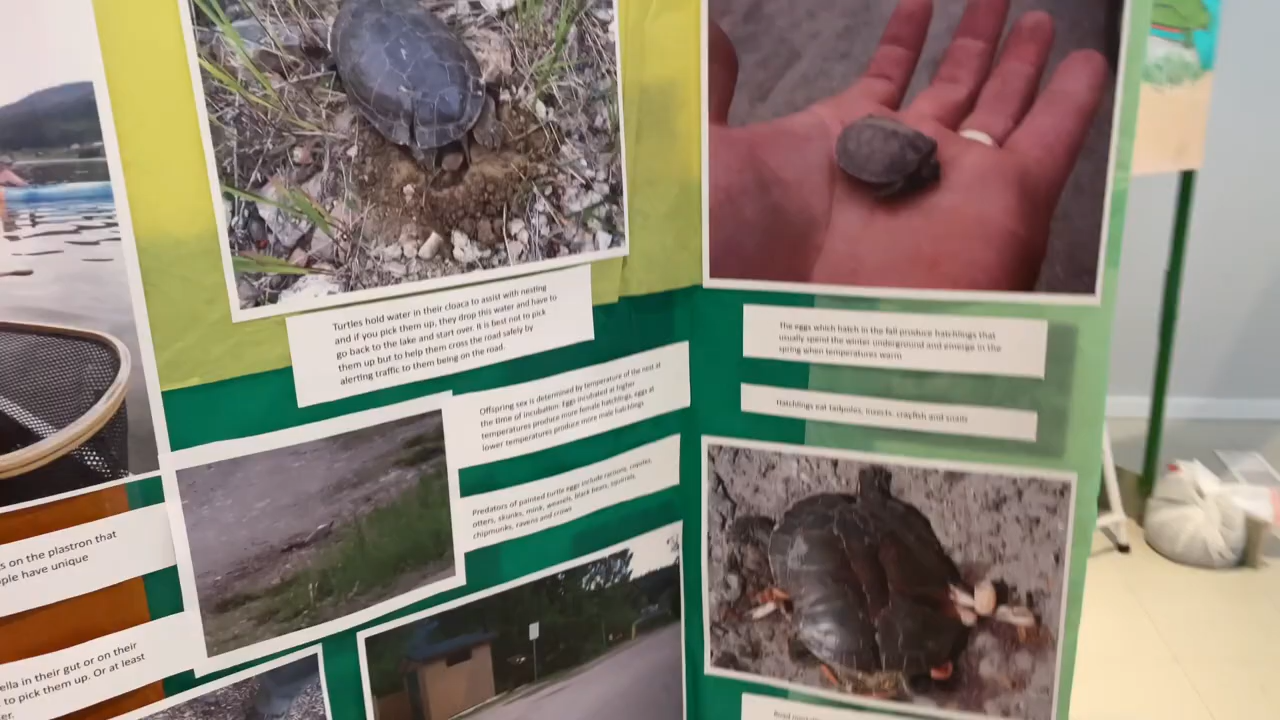 Turtles hold water in their cloaca to assist with nesting
and if you pick them up, they drop this water and have to
go back to the lake and start over. It is best not to pick
them up but to help them cross the road safely by
alerting traffic to them being on the road.
Offspring sex is determined by temperature of the nest at
the time of incubation. Eggs incubated at higher
temperatures produce more female hatchlings, eggs at
lower temperatures produce more male hatchlings
Predators of painted turtle eggs include racoons, coyotes,
otters, skunks, mink, weasels, black bears, squirrels,
chipmunks, ravens and crows
The eggs which hatch in the fall produce hatchlings that
usually spend the winter underground and emerge in the
spring when temperatures warm
Hatchlings eat tadpoles, insects, crayfish and snails
s on the plastron that
ple have unique
ella in their gut or on their
to pick them up. Or at least
er.
Road